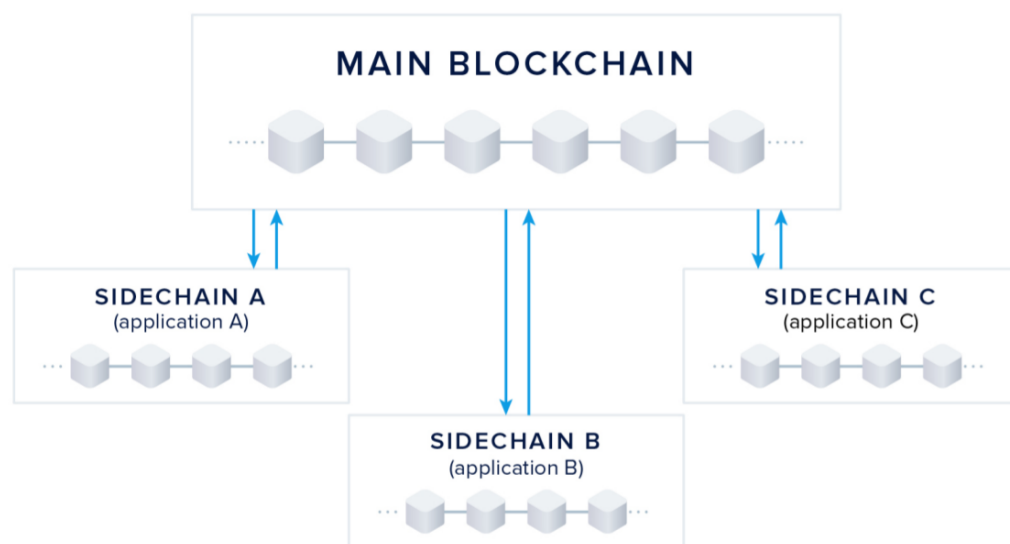 MAIN BLOCKCHAIN
SIDECHAIN A
(application A)
SIDECHAIN B
(application B)
SIDECHAIN C
(application C)